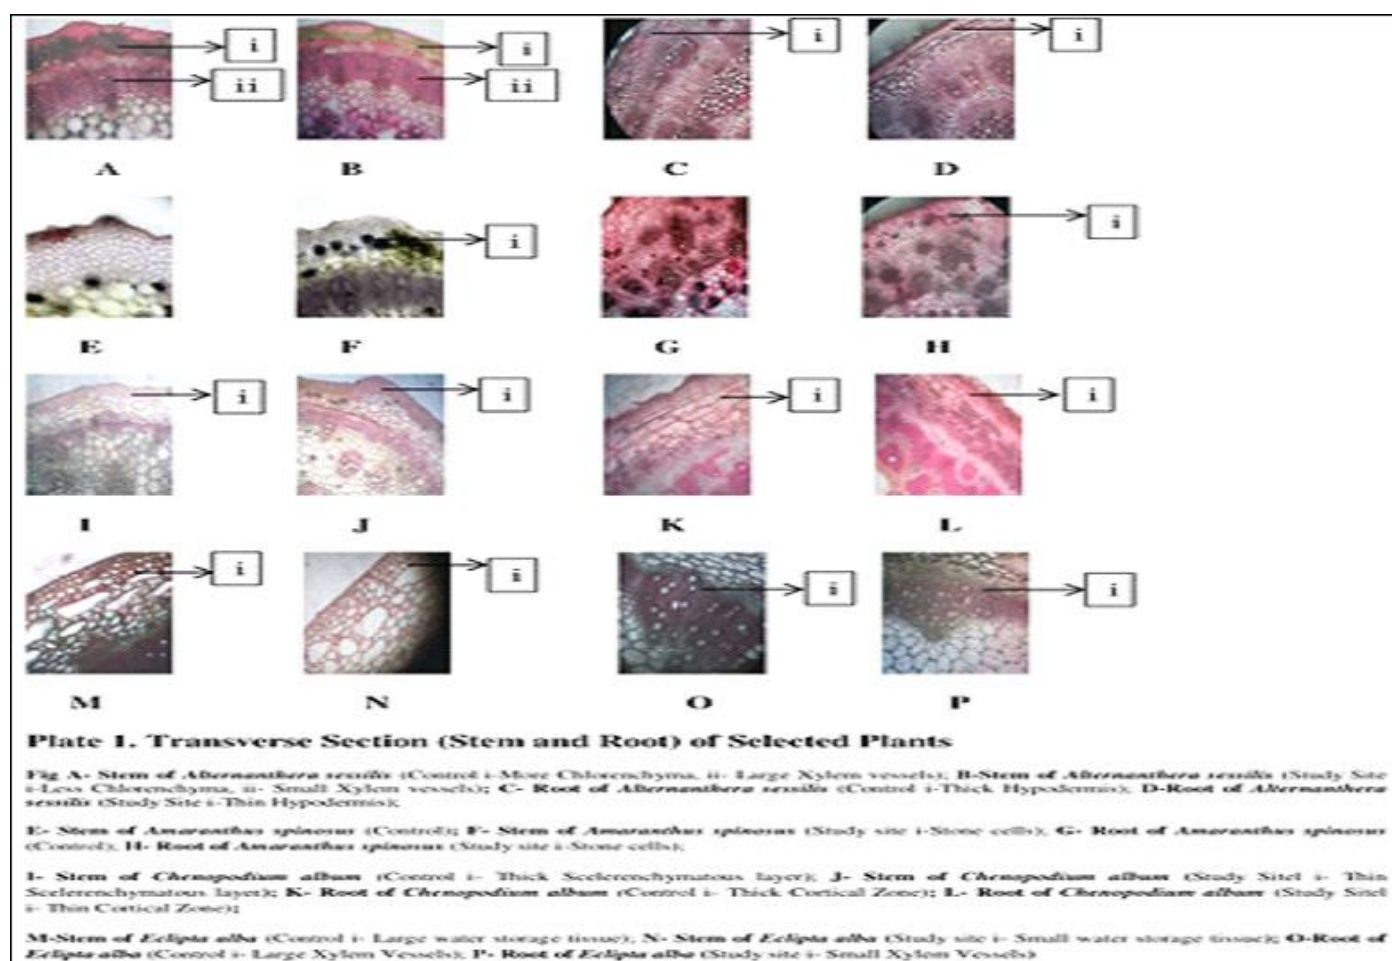 i i i i
ii ii
A B C D
i i
E F G H
i i i i
I J K L
i i i i
M N O P
Plate 1. Transverse Section (Stem and Root) of Selected Plants
Fig A- Stem of Alternanthera sessilis (Control i-More Chlorenchyma, ii- Large Xylem vessels); B-Stem of Alternanthera sessilis (Study Site
i-Less Chlorenchyma, ii- Small Xylem vessels); C- Root of Alternanthera sessilis (Control i-Thick Hypodermis); D-Root of Alternanthera
sessilis (Study Site i-Thin Hypodermis);
E- Stem of Amaranthus spinosus (Control); F- Stem of Amaranthus spinosus (Study site i-Stone cells); G- Root of Amaranthus spinosus
(Control); H- Root of Amaranthus spinosus (Study site i-Stone cells);
I- Stem of Chenopodium album (Control i- Thick Scelerenchymatous layer); J- Stem of Chenopodium album (Study SiteI i- Thin
Scelerenchymatous layer); K- Root of Chenopodium album (Control i- Thick Cortical Zone); L- Root of Chenopodium album (Study SiteI
i- Thin Cortical Zone);
M-Stem of Eclipta alba (Control i- Large water storage tissue); N- Stem of Eclipta alba (Study site i- Small water storage tissue); O-Root of
Eclipta alba (Control i- Large Xylem Vessels); P- Root of Eclipta alba (Study site i- Small Xylem Vessels)